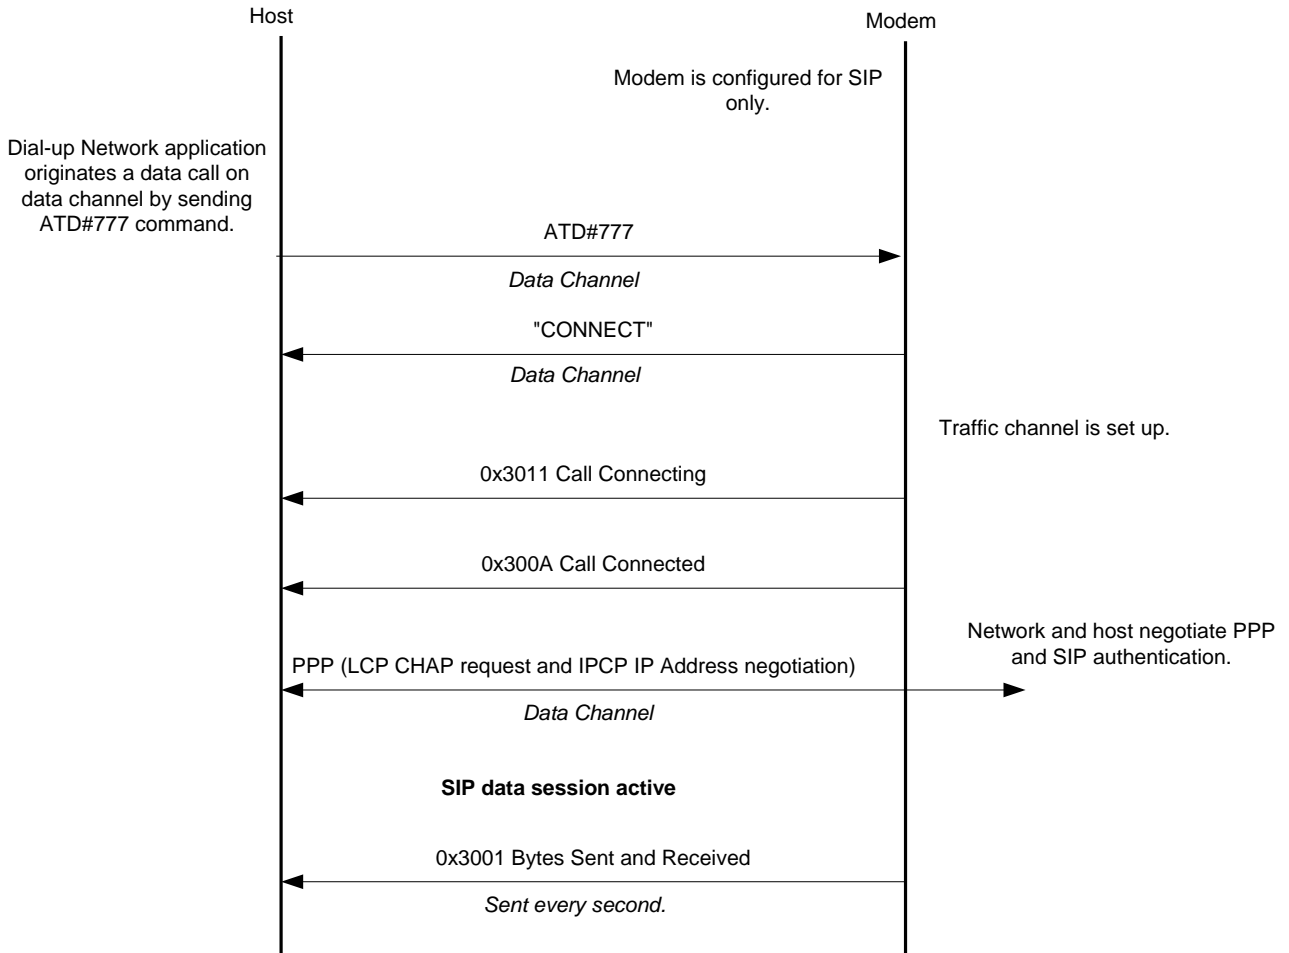 Host
Modem
Modem is configured for SIP
only.
Dial-up Network application
originates a data call on
data channel by sending
ATD#777 command.
ATD#777
Data Channel
"CONNECT"
Data Channel
Traffic channel is set up.
0x3011 Call Connecting
0x300A Call Connected
Network and host negotiate PPP
and SIP authentication.
PPP (LCP CHAP request and IPCP IP Address negotiation)
Data Channel
SIP data session active
0x3001 Bytes Sent and Received
Sent every second.